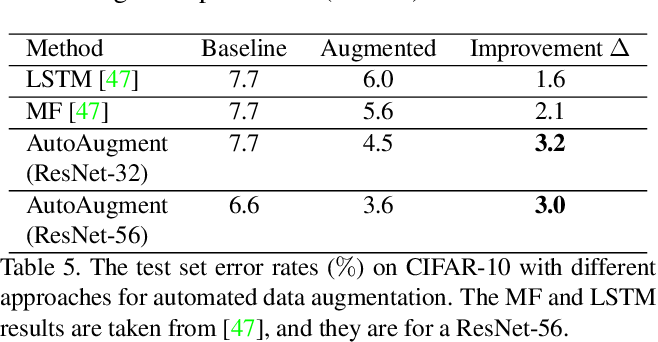 Method Baseline Augmented Improvement Δ
LSTM [47] 7.7 6.0 1.6
MF [47] 7.7 5.6 2.1
AutoAugment 7.7 4.5 3.2
(ResNet-32)
AutoAugment 6.6 3.6 3.0
(ResNet-56)
Table 5. The test set error rates (%) on CIFAR-10 with different
approaches for automated data augmentation. The MF and LSTM
results are taken from [47], and they are for a ResNet-56.